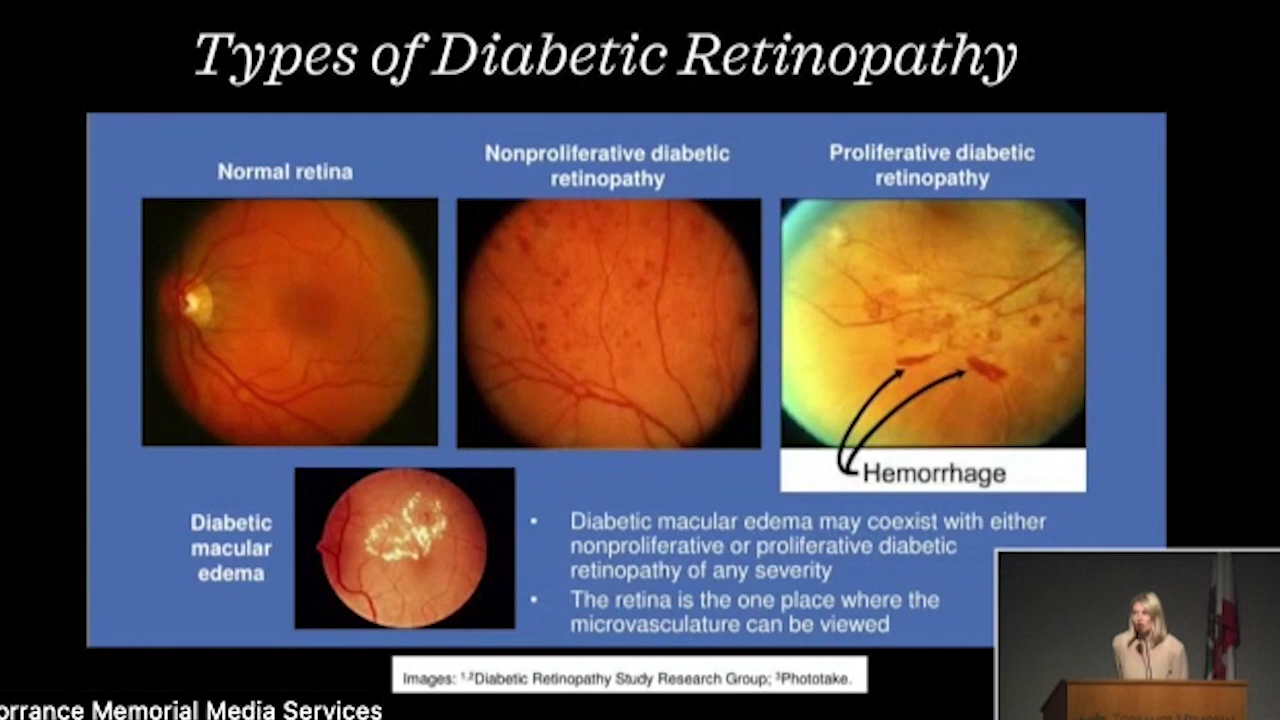 Types of Diabetic Retinopathy
Normal retina
Nonproliferative diabetic
retinopathy
Proliferative diabetic
retinopathy
Hemorrhage
Diabetic
macular
edema
• Diabetic macular edema may coexist with either
nonproliferative or proliferative diabetic
retinopathy of any severity
• The retina is the one place where the
microvasculature can be viewed
Images: 1,2Diabetic Retinopathy Study Research Group; 3Phototake.
orrance Memorial Media Services